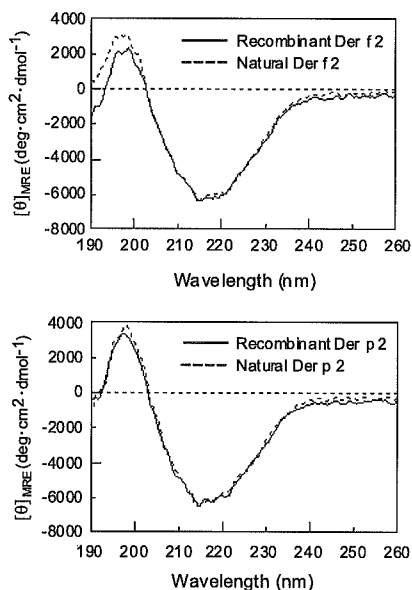 4000
2000
0
-2000
-4000
-6000
-8000
[θ]MRE (deg·cm2·dmol-1)
Recombinant Der f 2
Natural Der f 2
190 200 210 220 230 240 250 260
Wavelength (nm)
4000
2000
0
-2000
-4000
-6000
-8000
[θ]MRE (deg·cm2·dmol-1)
Recombinant Der p 2
Natural Der p 2
190 200 210 220 230 240 250 260
Wavelength (nm)